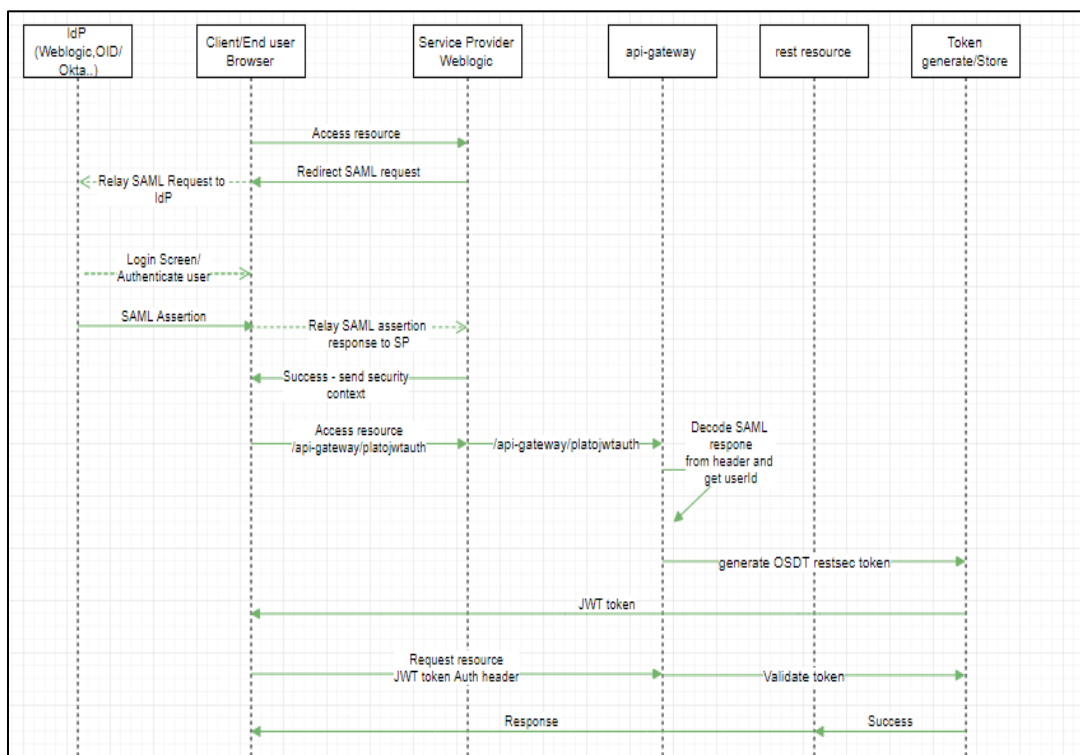 IdP
(Weblogic,OID/
Okta..)
Client/End user
Browser
Service Provider
Weblogic
api-gateway
rest resource
Token
generate/Store
Access resource
Redirect SAML request
Relay SAML Request to
IdP
Login Screen/
Authenticate user
SAML Assertion
Relay SAML assertion
response to SP
Success - send security
context
Access resource
/api-gateway/platojwtauth
/api-gateway/platojwtauth
Decode SAML
respone
from header and
get userId
generate OSDT restsec token
JWT token
Request resource
JWT token Auth header
Validate token
Response
Success